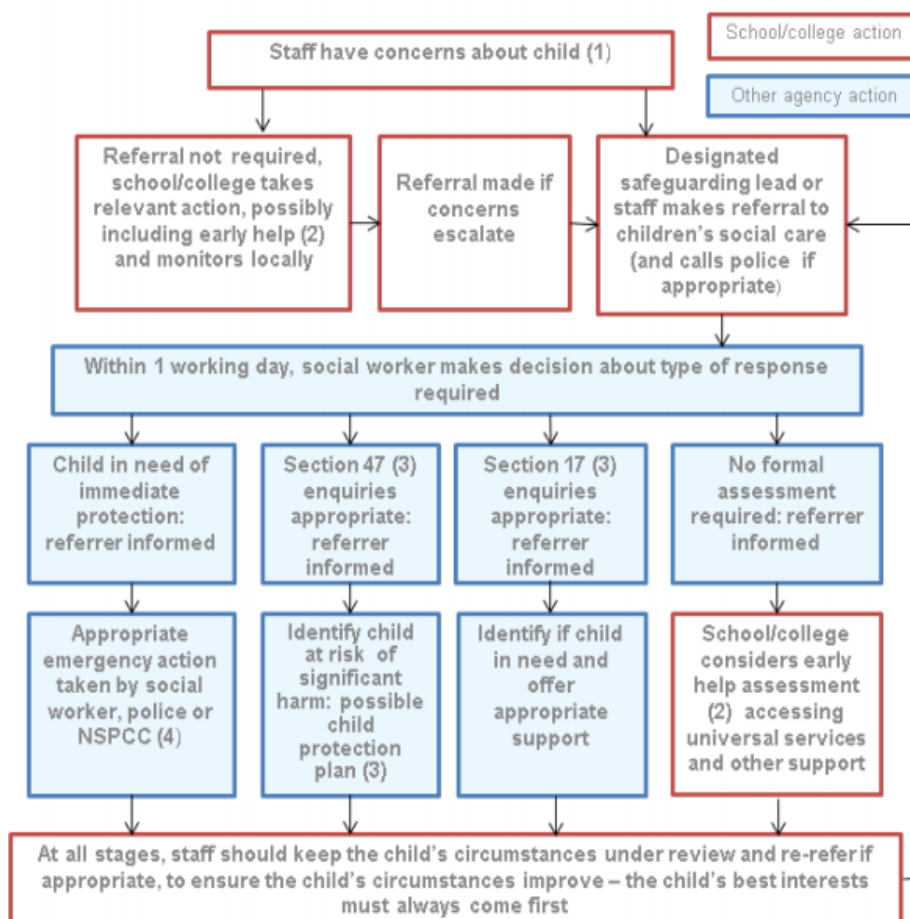 School/college action
Other agency action
Staff have concerns about child (1)
Referral not required,
school/college takes
relevant action, possibly
including early help (2)
and monitors locally
Referral made if
concerns
escalate
Designated
safeguarding lead or
staff makes referral to
children's social care
(and calls police if
appropriate)
Within 1 working day, social worker makes decision about type of response
required
Child in need of
immediate
protection:
referrer informed
Section 47 (3)
enquiries
appropriate:
referrer
informed
Section 17 (3)
enquiries
appropriate:
referrer
informed
No formal
assessment
required: referrer
informed
Appropriate
emergency action
taken by social
worker, police or
NSPCC (4)
Identify child
at risk of
significant
harm: possible
child
protection
plan (3)
Identify if child
in need and
offer
appropriate
support
School/college
considers early
help assessment
(2) accessing
universal services
and other support
At all stages, staff should keep the child's circumstances under review and re-refer if
appropriate, to ensure the child's circumstances improve – the child's best interests
must always come first